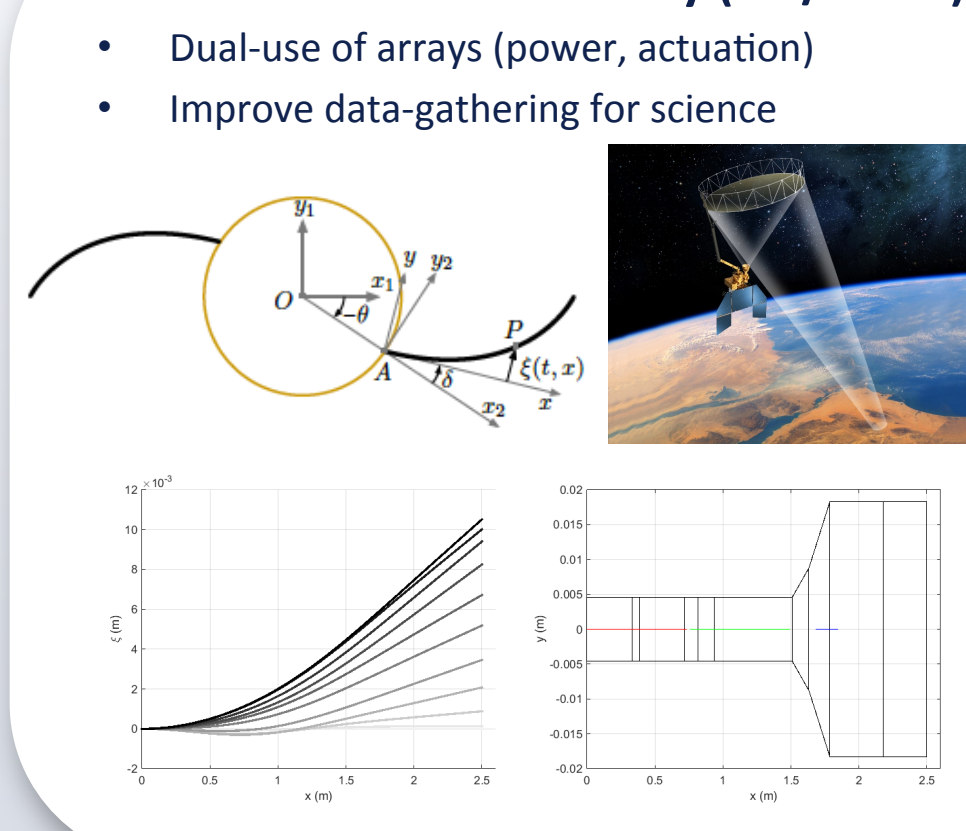 • Dual-use of arrays (power, actuation)
• Improve data-gathering for science
y₁
y
y₂
x₁
O
-θ
P
A
δ
ξ(t, x)
x₂
x
12 ×10⁻³
10
8
6
4
2
0
-2
ξ (m)
0 0.5 1 1.5 2 2.5
x (m)
0.02
0.015
0.01
0.005
0
-0.005
-0.01
-0.015
-0.02
y (m)
0 0.5 1 1.5 2 2.5
x (m)